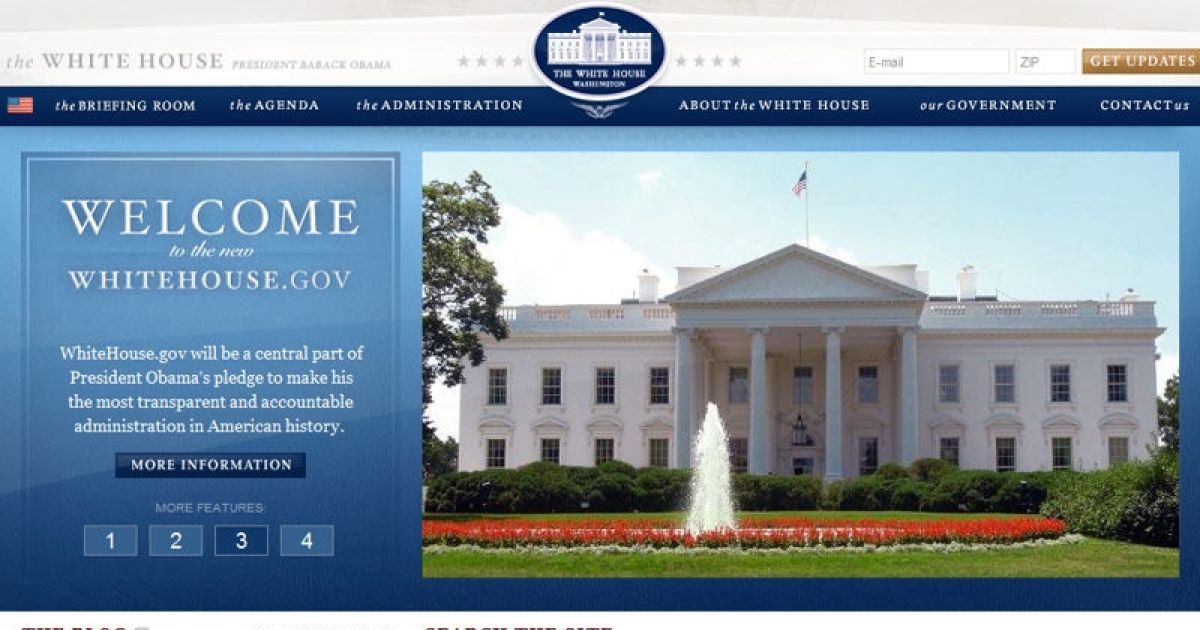 the WHITE HOUSE PRESIDENT BARACK OBAMA
THE WHITE HOUSE
WASHINGTON
E-mail
ZIP
GET UPDATES
the BRIEFING ROOM
the AGENDA
the ADMINISTRATION
ABOUT the WHITE HOUSE
our GOVERNMENT
CONTACT us
WELCOME
to the new
WHITEHOUSE.GOV
WhiteHouse.gov will be a central part of
President Obama's pledge to make his
the most transparent and accountable
administration in American history.
MORE INFORMATION
MORE FEATURES:
1 2 3 4
THE BLOG
SEARCH THE SITE